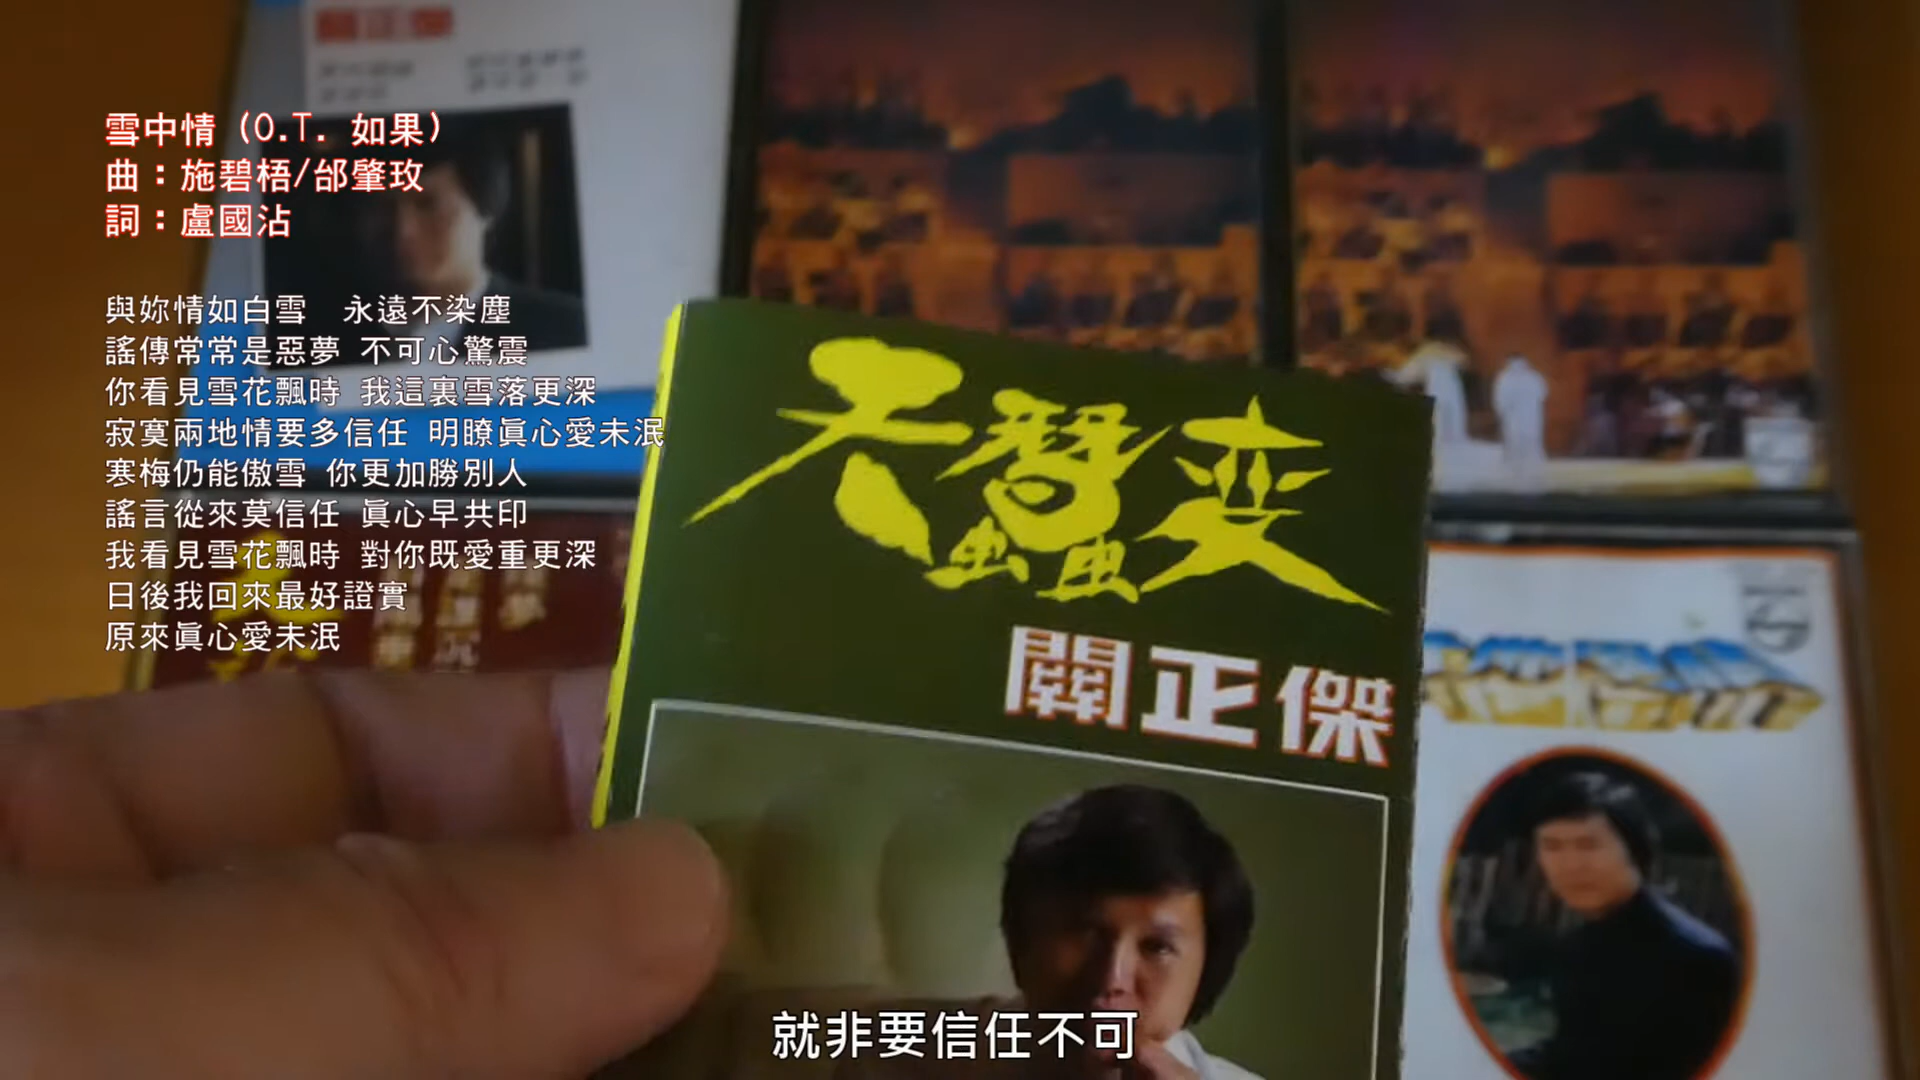 雪中情 (O.T. 如果)
曲：施碧梧/邰肇玫
詞：盧國沾
與妳情如白雪　永遠不染塵
謠傳常常是惡夢 不可心驚震
你看見雪花飄時 我這裏雪落更深
寂寞兩地情要多信任 明瞭眞心愛未泯
寒梅仍能傲雪 你更加勝別人
謠言從來莫信任 眞心早共印
我看見雪花飄時 對你既愛重更深
日後我回來最好證實
原來眞心愛未泯
天蠶变
關正傑
就非要信任不可